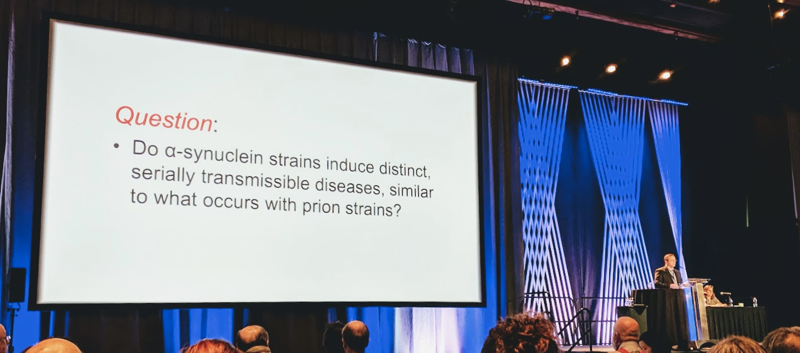 Question:
• Do α-synuclein strains induce distinct,
serially transmissible diseases, similar
to what occurs with prion strains?